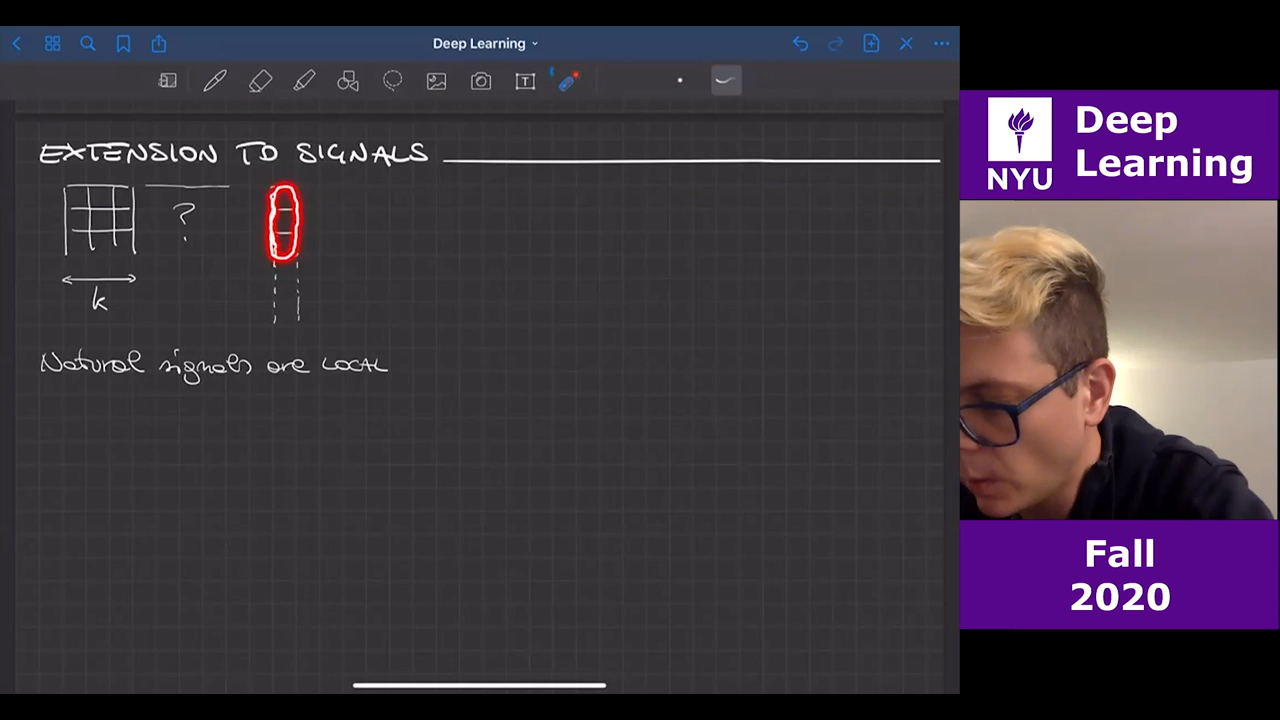 Deep Learning
T
EXTENSION TO SIGNALS
?
k
Natural signals are LOCAL
NYU
Deep
Learning
Fall
2020